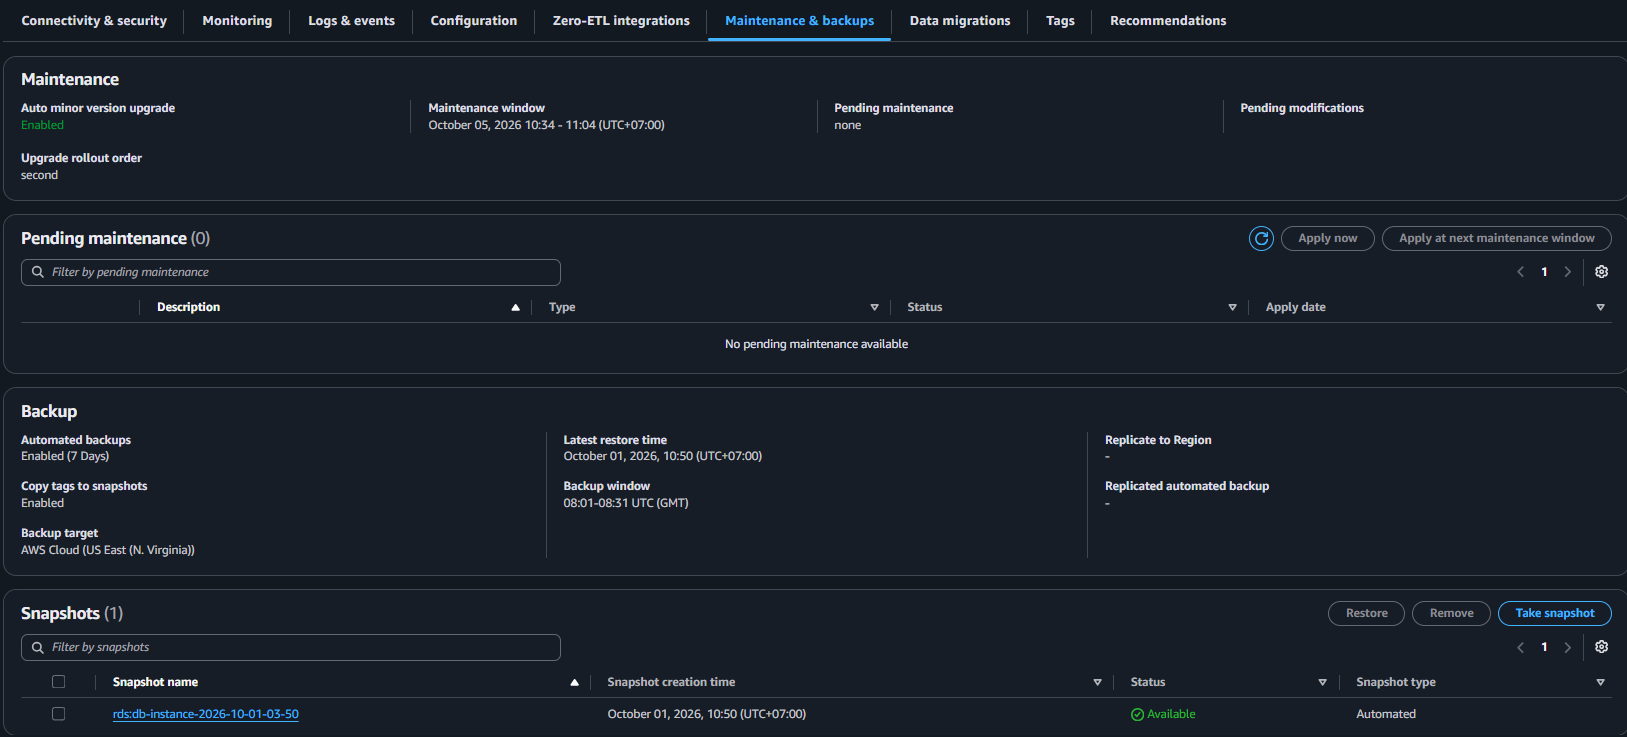 Connectivity & security Monitoring Logs & events Configuration Zero-ETL integrations Maintenance & backups Data migrations Tags Recommendations
Maintenance
Auto minor version upgrade Maintenance window Pending maintenance Pending modifications
Enabled October 05, 2026 10:34 - 11:04 (UTC+07:00) none
Upgrade rollout order
second
Pending maintenance (0) Apply now Apply at next maintenance window
Filter by pending maintenance 1
Description Type Status Apply date
No pending maintenance available
Backup
Automated backups Latest restore time Replicate to Region
Enabled (7 Days) October 01, 2026, 10:50 (UTC+07:00) -
Copy tags to snapshots Backup window Replicated automated backup
Enabled 08:01-08:31 UTC (GMT) -
Backup target
AWS Cloud (US East (N. Virginia))
Snapshots (1) Restore Remove Take snapshot
Filter by snapshots 1
Snapshot name Snapshot creation time Status Snapshot type
rds:db-instance-2026-10-01-03-50 October 01, 2026, 10:50 (UTC+07:00) Available Automated